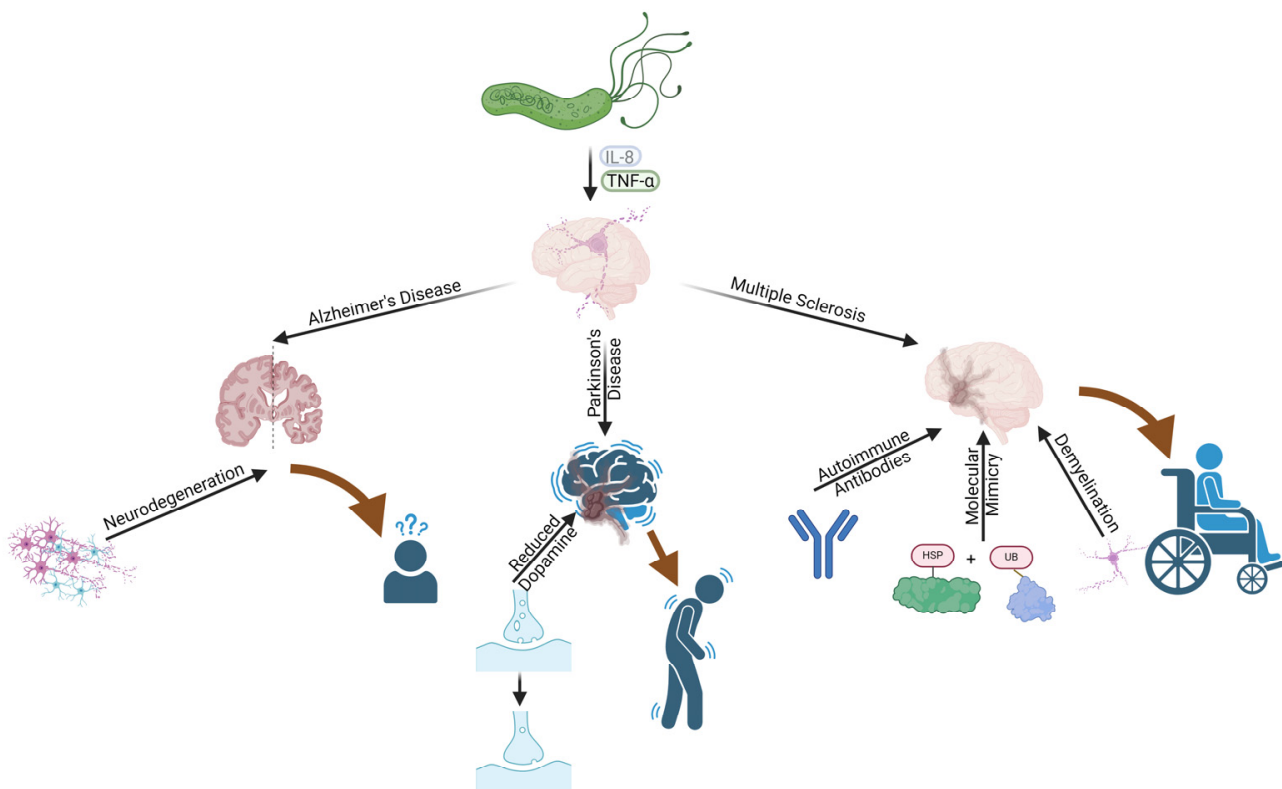 IL-8
TNF-α
Alzheimer's Disease
Multiple Sclerosis
Parkinson's
Disease
Neurodegeneration
???
Reduced
Dopamine
Autoimmune
Antibodies
Molecular
Mimicry
Demyelination
HSP
+
UB